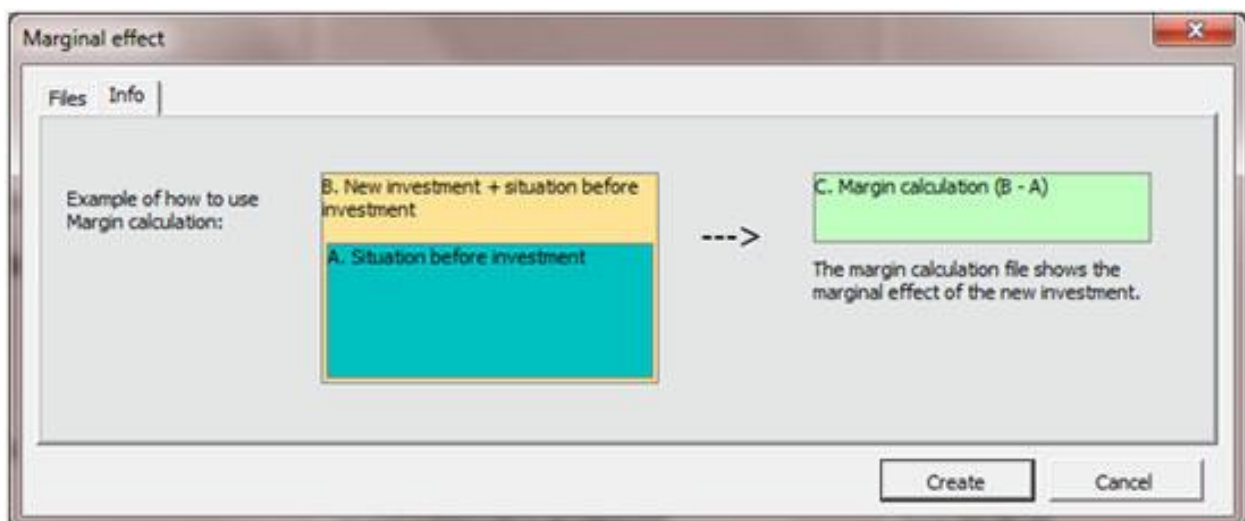 Marginal effect
Files Info
Example of how to use
Margin calculation:
B. New investment + situation before
investment
A. Situation before investment
--->
C. Margin calculation (B - A)
The margin calculation file shows the
marginal effect of the new investment.
Create Cancel